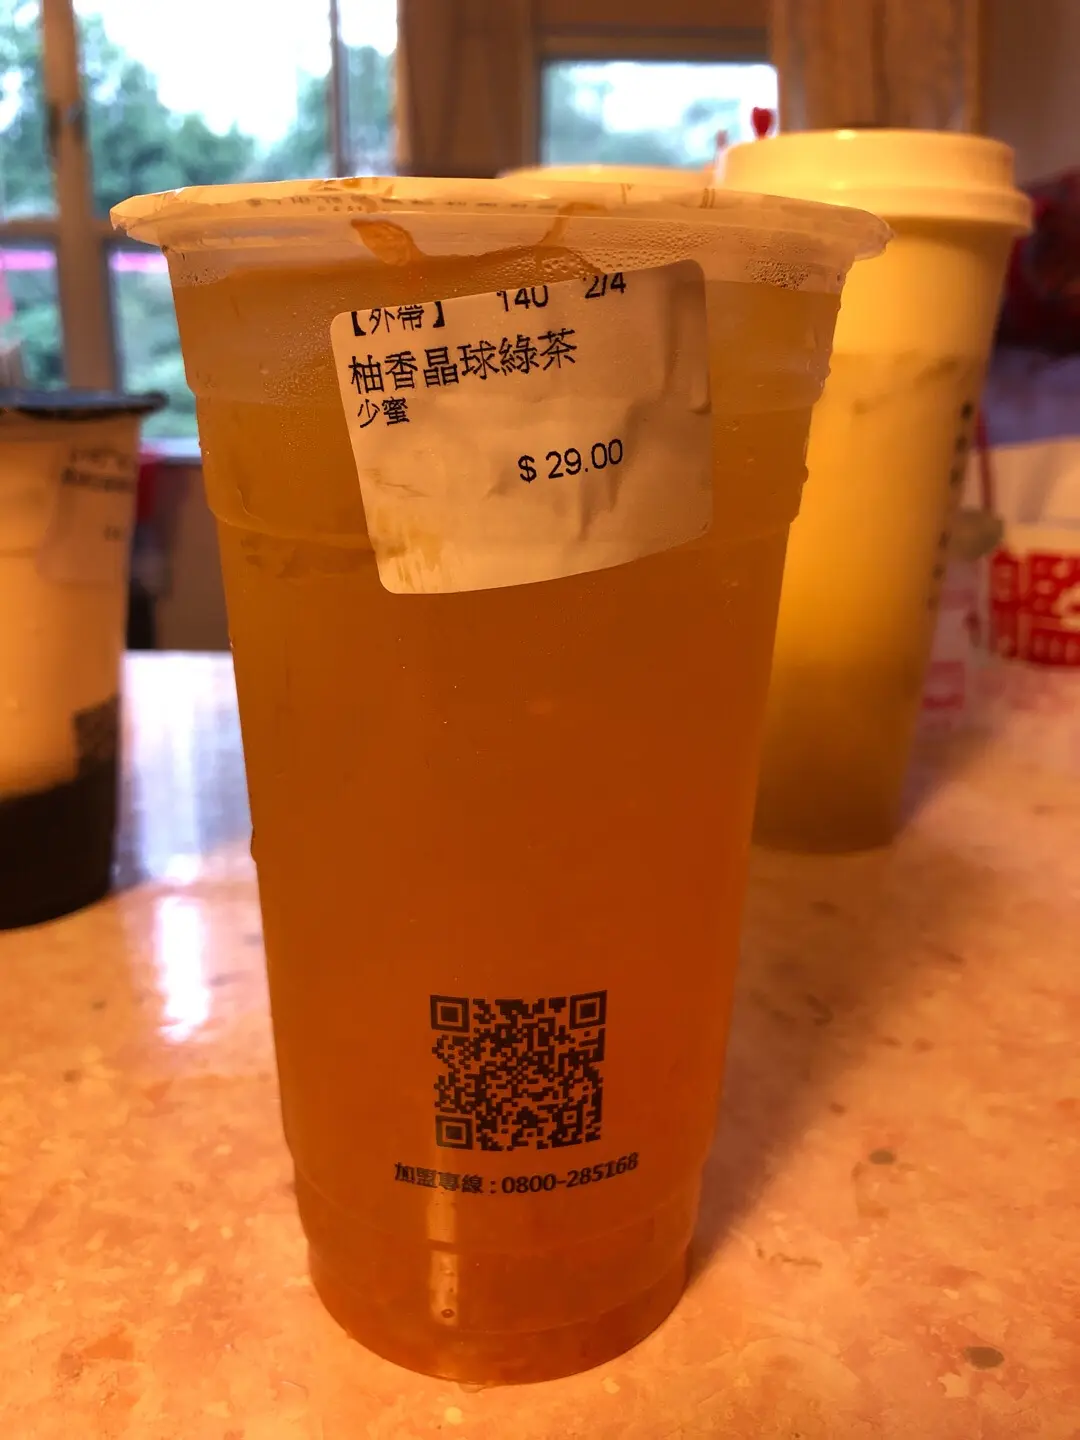 【外帶】 140 2/4
柚香晶球綠茶
少蜜
$ 29.00
加盟專線 : 0800-285168